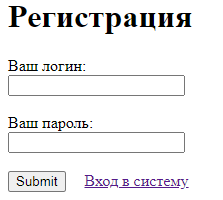 Регистрация
Ваш логин:
Ваш пароль:
Submit Вход в систему